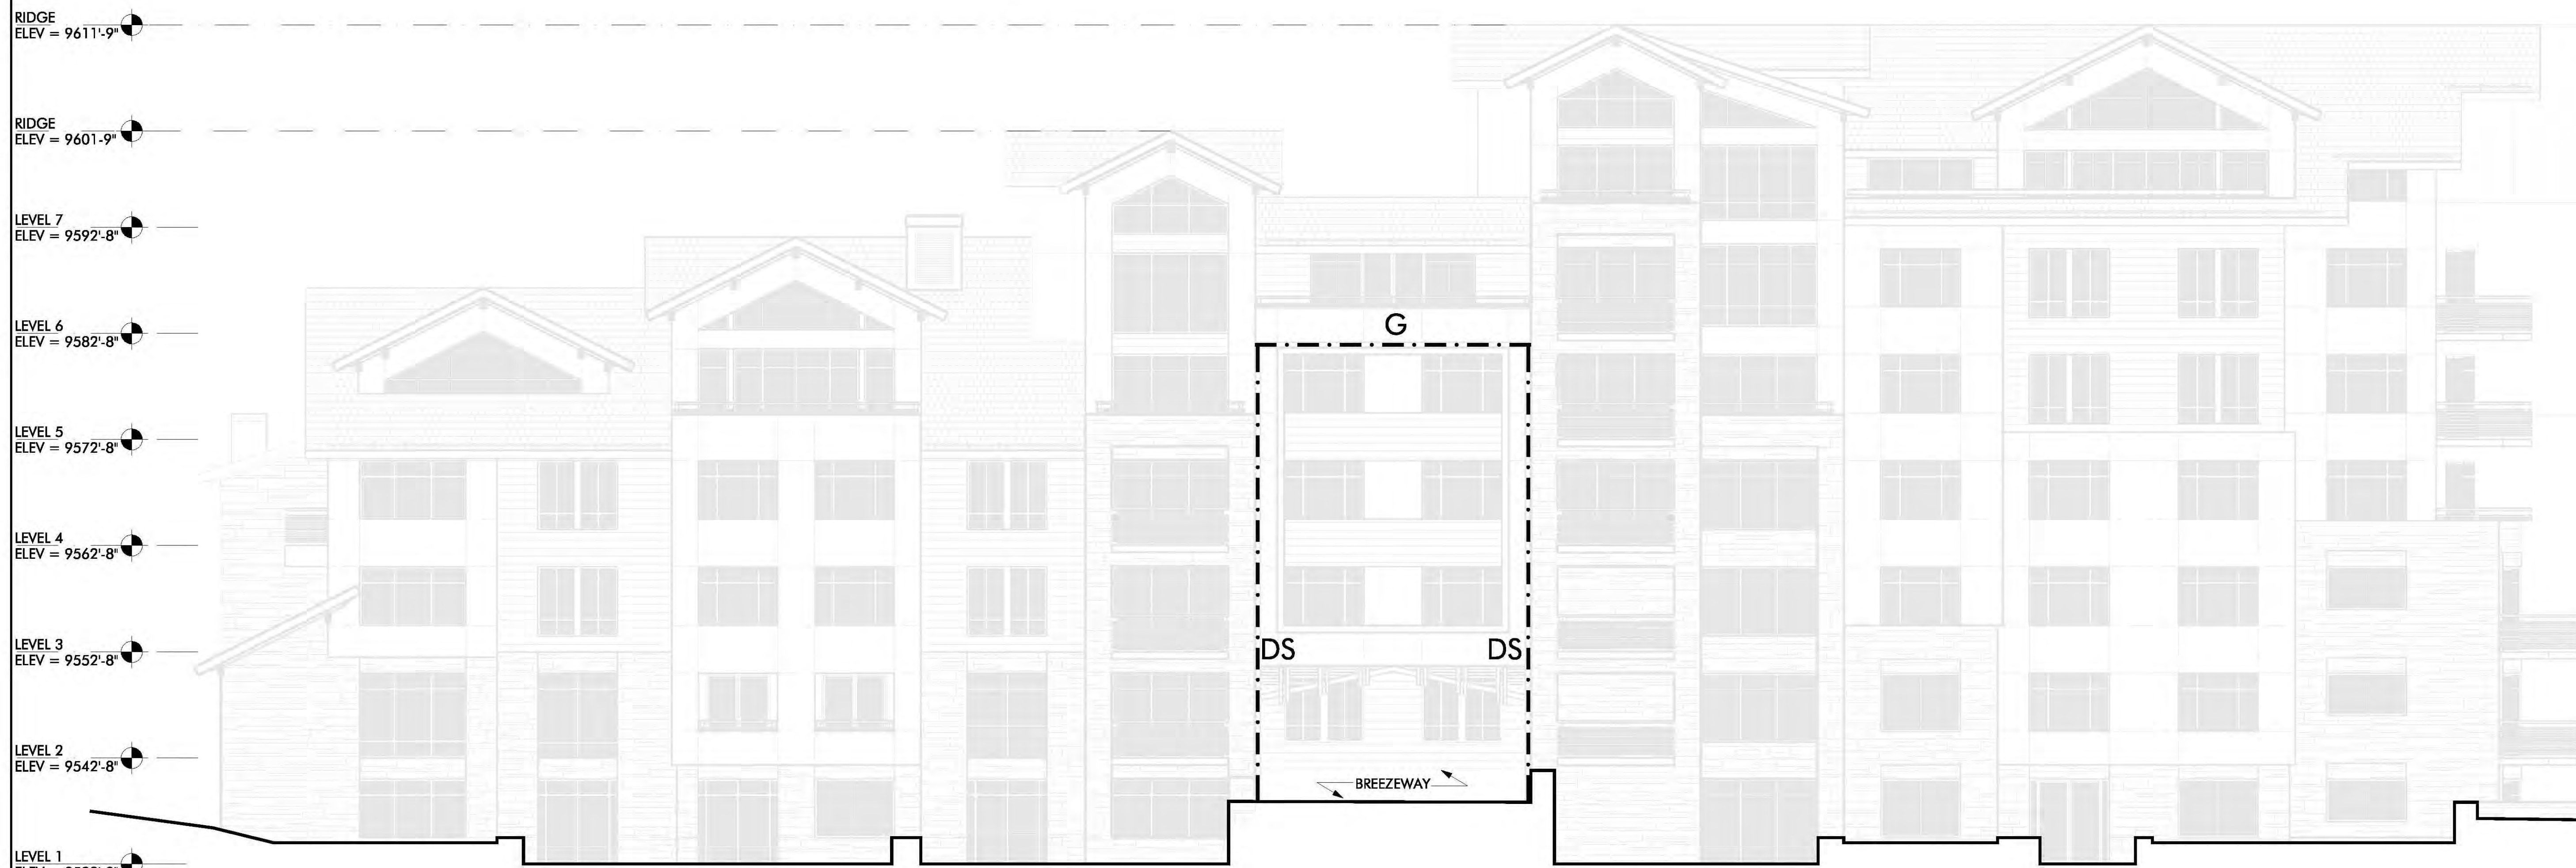 RIDGE
ELEV = 9611'-9"
RIDGE
ELEV = 9601-9"
LEVEL 7
ELEV = 9592'-8"
LEVEL 6
ELEV = 9582'-8"
G
LEVEL 5
ELEV = 9572'-8"
LEVEL 4
ELEV = 9562'-8"
LEVEL 3
ELEV = 9552'-8"
DS DS
LEVEL 2
ELEV = 9542'-8"
BREEZEWAY
LEVEL 1